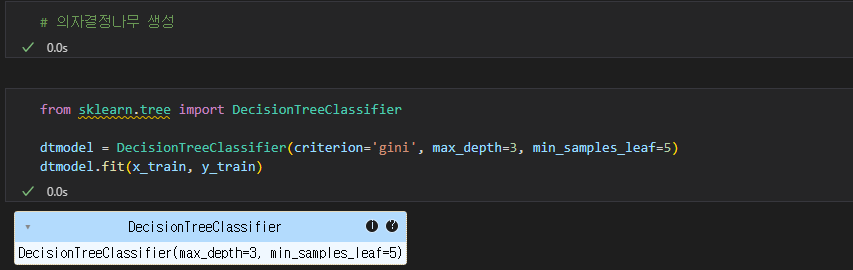 # 의자결정나무 생성
0.0s
from sklearn.tree import DecisionTreeClassifier
dtmodel = DecisionTreeClassifier(criterion='gini', max_depth=3, min_samples_leaf=5)
dtmodel.fit(x_train, y_train)
0.0s
DecisionTreeClassifier i ?
DecisionTreeClassifier(max_depth=3, min_samples_leaf=5)